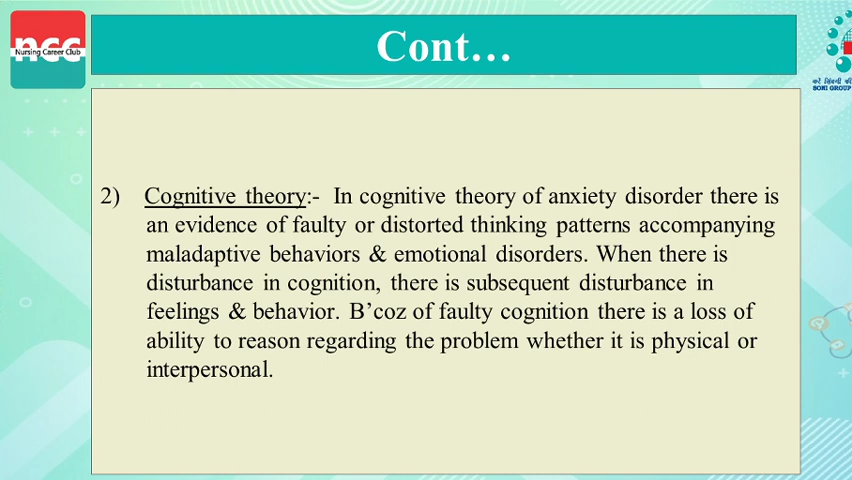 ncc
Nursing Career Club
Cont…
SONI GROUP
2) Cognitive theory:- In cognitive theory of anxiety disorder there is
an evidence of faulty or distorted thinking patterns accompanying
maladaptive behaviors & emotional disorders. When there is
disturbance in cognition, there is subsequent disturbance in
feelings & behavior. B’coz of faulty cognition there is a loss of
ability to reason regarding the problem whether it is physical or
interpersonal.